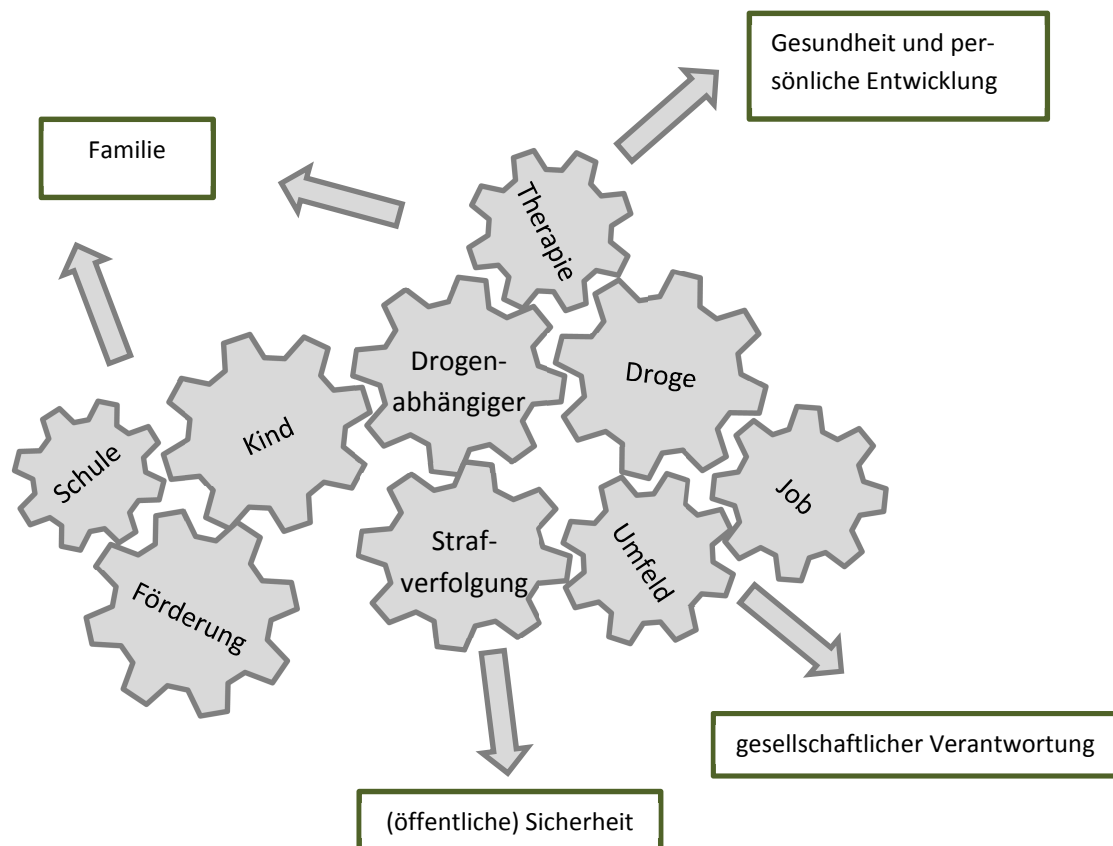 Gesundheit und per-
sönliche Entwicklung
Familie
Therapie
Drogen-
abhängiger
Droge
Kind
Schule
Job
Straf-
verfolgung
Umfeld
Förderung
gesellschaftlicher Verantwortung
(öffentliche) Sicherheit